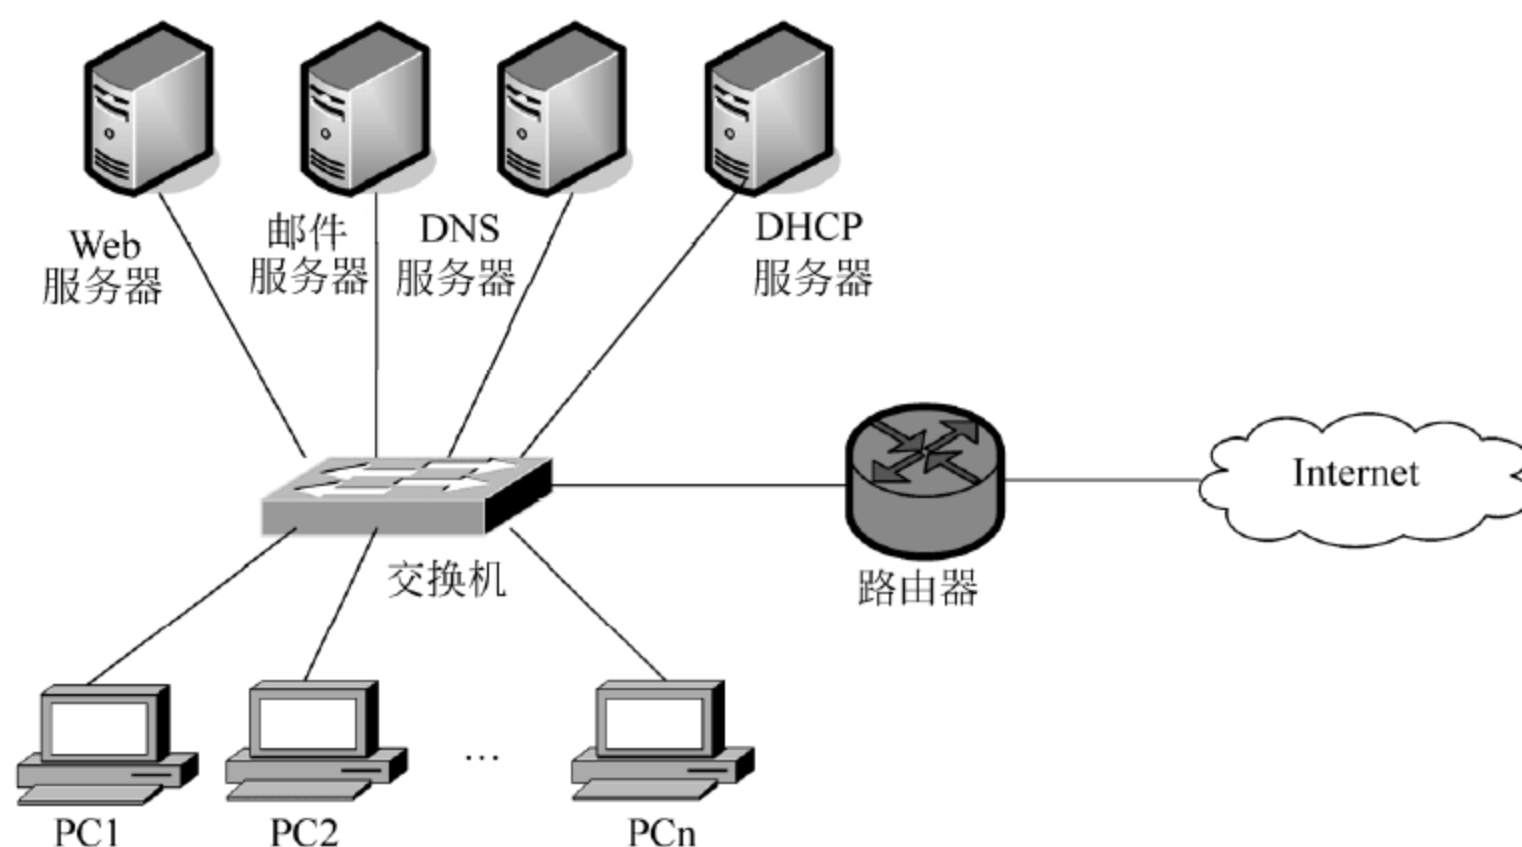 Web
服务器
邮件
服务器
DNS
服务器
DHCP
服务器
Internet
交换机
路由器
…
PC1
PC2
PCn